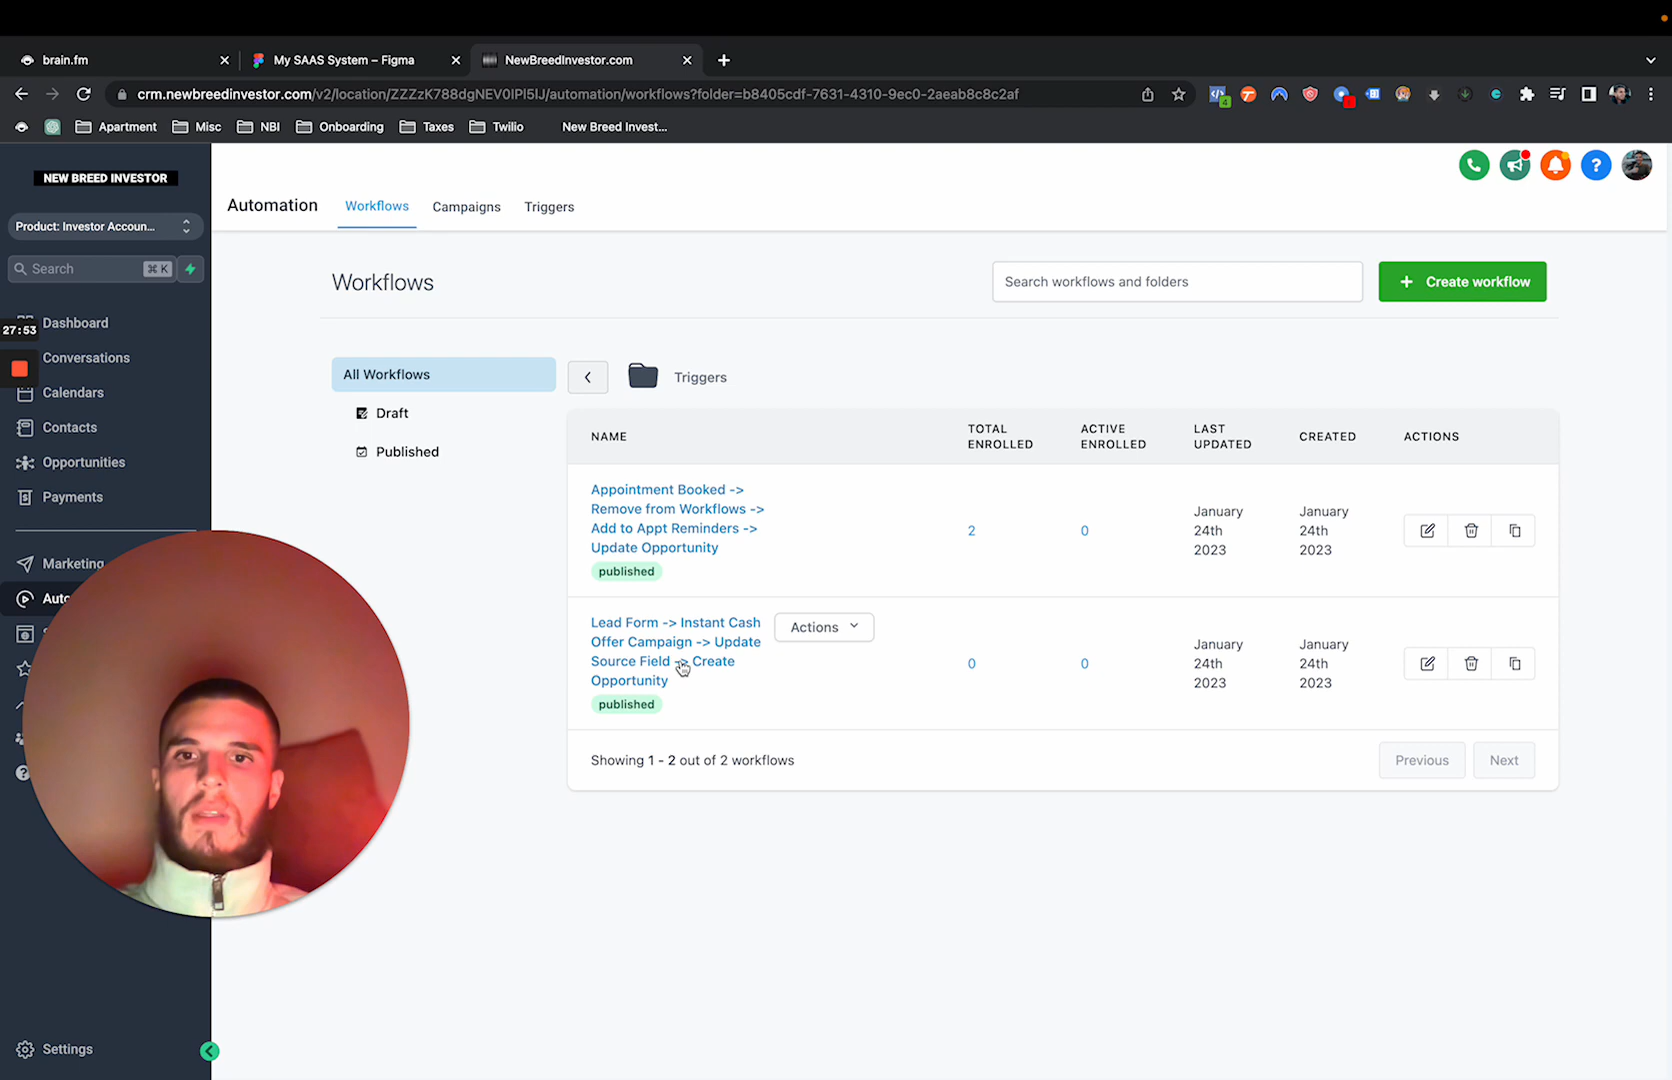 brain.fm
My SAAS System – Figma
NewBreedInvestor.com
crm.newbreedinvestor.com/v2/location/ZZZzK788dgNEV0IPI5IJ/automation/workflows?folder=b8405cdf-7631-4310-9ec0-2aeab8c8c2af
4
Apartment
Misc
NBI
Onboarding
Taxes
Twilio
New Breed Invest...
NEW BREED INVESTOR
Automation
Workflows
Campaigns
Triggers
?
Product: Investor Accoun...
Search
⌘ K
Workflows
Search workflows and folders
+ Create workflow
27:53
Dashboard
Conversations
Calendars
Contacts
Opportunities
Payments
Marketing
Auto
Settings
All Workflows
Draft
Published
Triggers
NAME
TOTAL
ENROLLED
ACTIVE
ENROLLED
LAST
UPDATED
CREATED
ACTIONS
Appointment Booked ->
Remove from Workflows ->
Add to Appt Reminders ->
Update Opportunity
published
2
0
January
24th
2023
January
24th
2023
Lead Form -> Instant Cash
Offer Campaign -> Update
Source Field -> Create
Opportunity
published
Actions
0
0
January
24th
2023
January
24th
2023
Showing 1 - 2 out of 2 workflows
Previous
Next